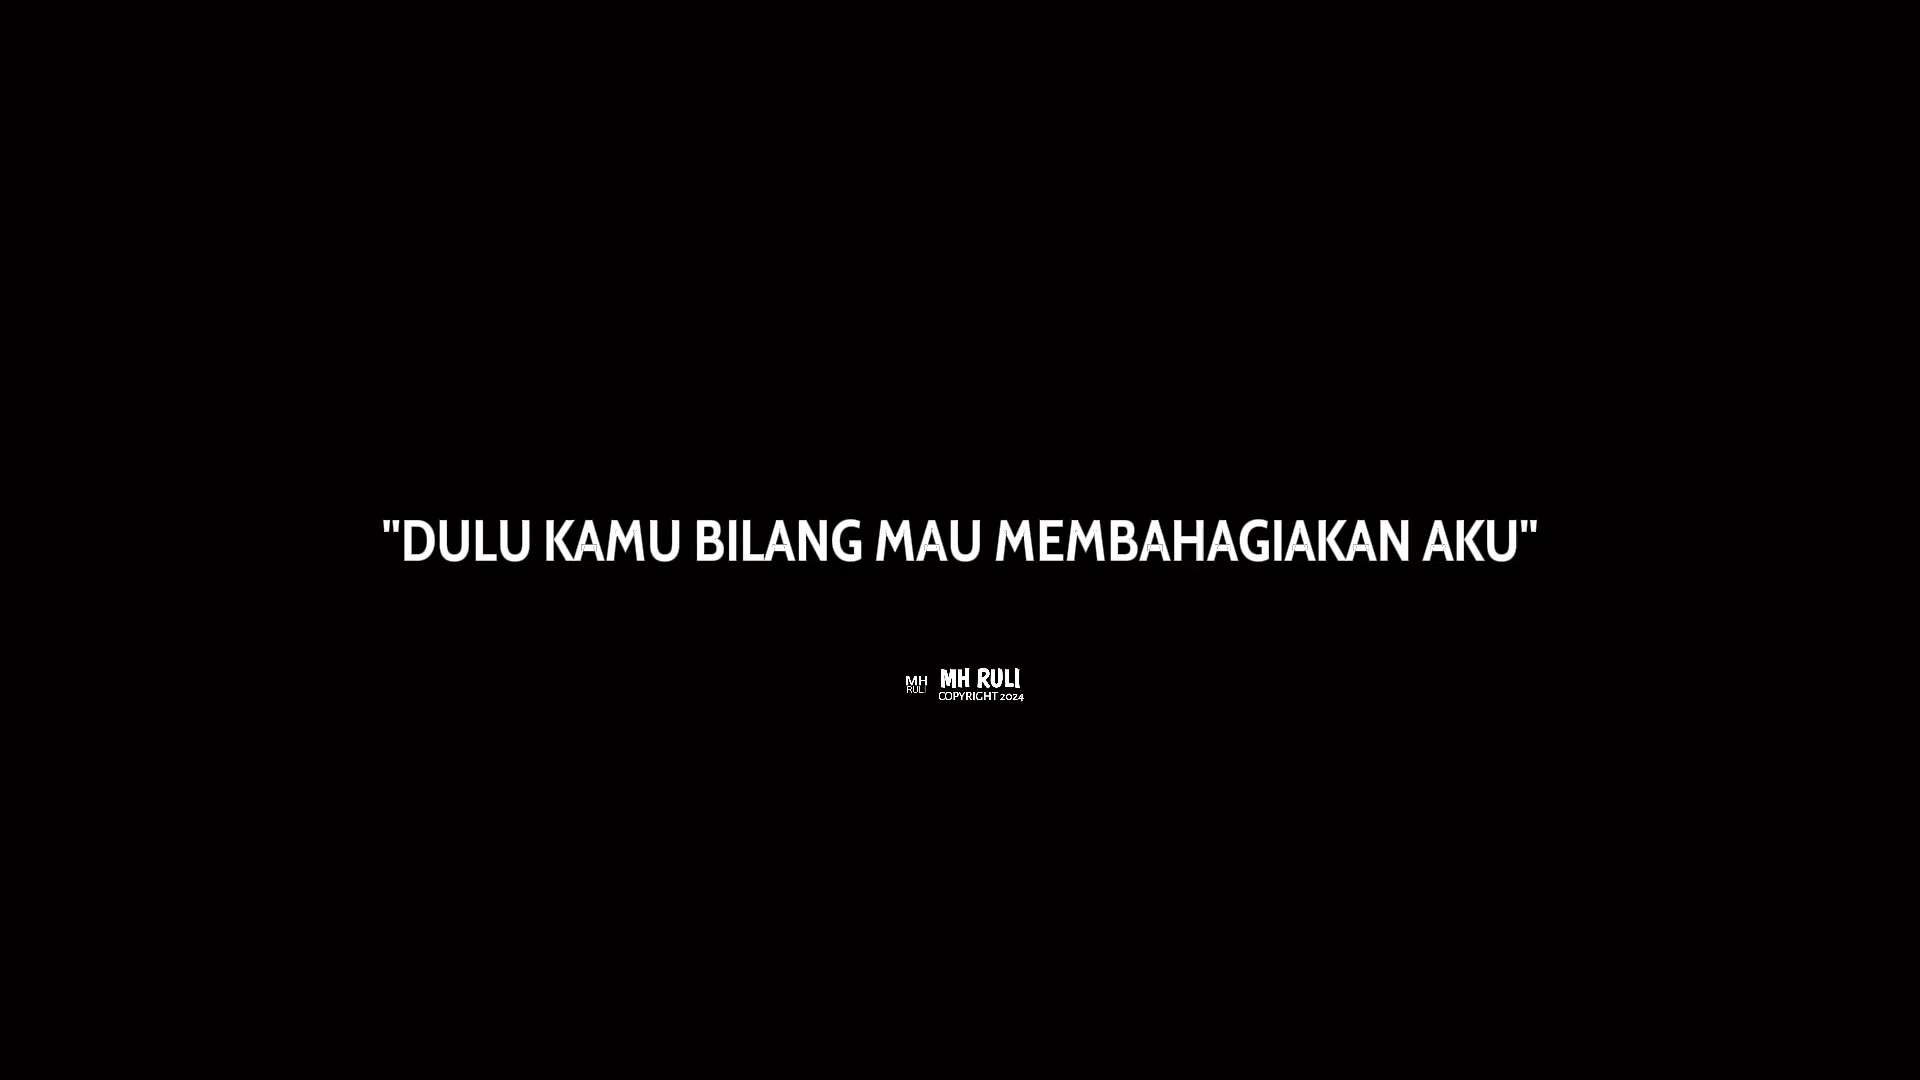 "DULU KAMU BILANG MAU MEMBAHAGIAKAN AKU"
MH
RULI
MH RULI
COPYRIGHT 2024